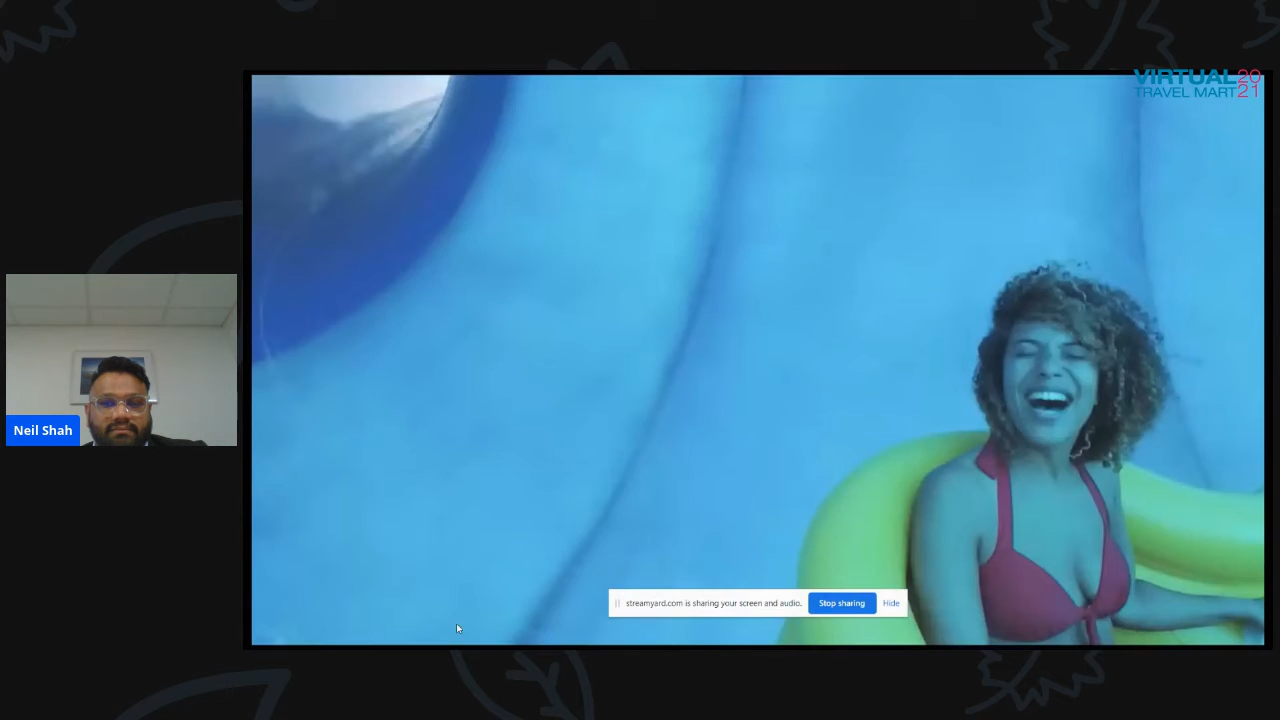 VIRTUAL 20
TRAVEL MART 21
Neil Shah
streamyard.com is sharing your screen and audio.
Stop sharing
Hide